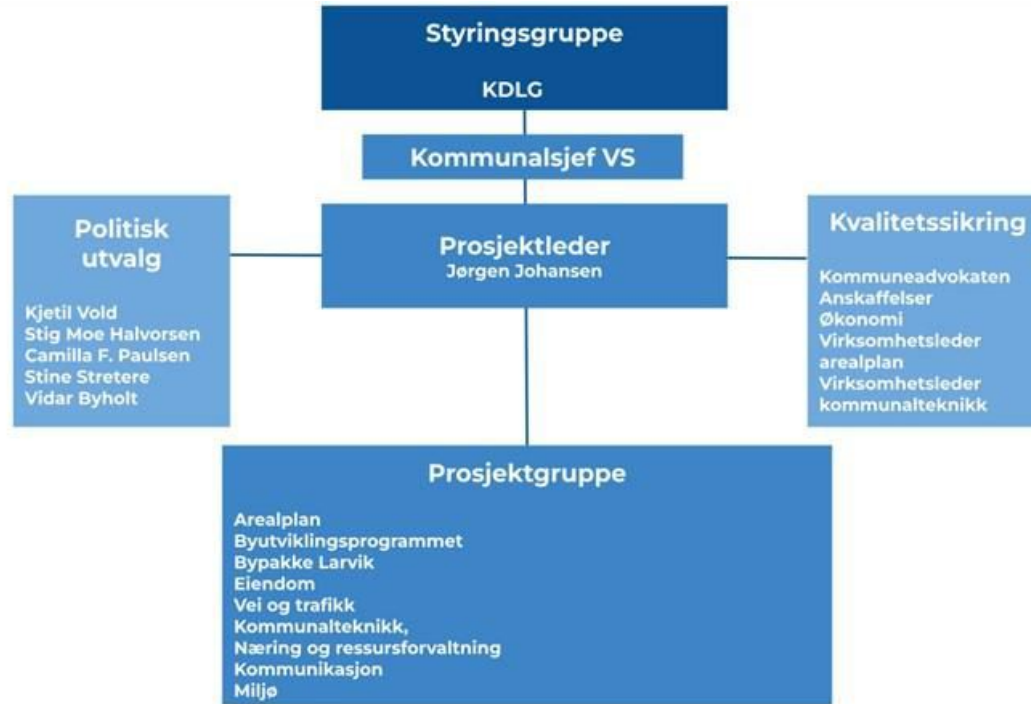 Styringsgruppe
KDLG
Kommunalsjef VS
Politisk
utvalg
Kjetil Vold
Stig Moe Halvorsen
Camilla F. Paulsen
Stine Stretere
Vidar Byholt
Prosjektleder
Jørgen Johansen
Kvalitetssikring
Kommuneadvokaten
Anskaffelser
Økonomi
Virksomhetsleder
arealplan
Virksomhetsleder
kommunalteknikk
Prosjektgruppe
Arealplan
Byutviklingsprogrammet
Bypakke Larvik
Eiendom
Vei og trafikk
Kommunalteknikk,
Næring og ressursforvaltning
Kommunikasjon
Miljø